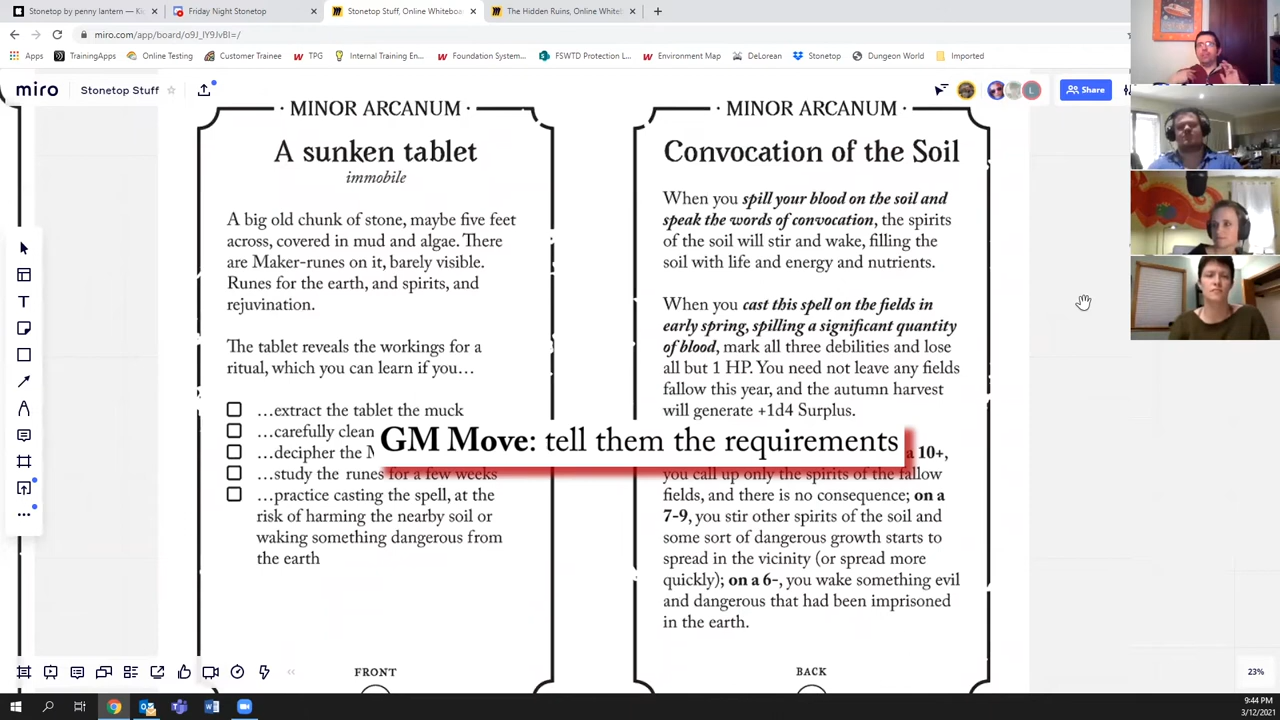 Stonetop by penny lantern — Ki
Friday Night Stonetop
Stonetop Stuff, Online Whiteboa
The Hidden Ruins, Online Whiteb
miro.com/app/board/o9J_lY9JvBI=/
Apps
TrainingApps
Online Testing
Customer Trainee
TPG
Internal Training En...
Foundation System...
FSWTD Protection L...
Environment Map
DeLorean
Stonetop
Dungeon World
Imported
miro
Stonetop Stuff
L
Share
· MINOR ARCANUM ·
A sunken tablet
immobile
A big old chunk of stone, maybe five feet
across, covered in mud and algae. There
are Maker-runes on it, barely visible.
Runes for the earth, and spirits, and
rejuvination.
The tablet reveals the workings for a
ritual, which you can learn if you…
…extract the tablet the muck
…carefully clean
…decipher the
…study the runes for a few weeks
…practice casting the spell, at the
risk of harming the nearby soil or
waking something dangerous from
the earth
FRONT
· MINOR ARCANUM ·
Convocation of the Soil
When you spill your blood on the soil and
speak the words of convocation, the spirits
of the soil will stir and wake, filling the
soil with life and energy and nutrients.
When you cast this spell on the fields in
early spring, spilling a significant quantity
of blood, mark all three debilities and lose
all but 1 HP. You need not leave any fields
fallow this year, and the autumn harvest
will generate +1d4 Surplus.
a 10+,
you call up only the spirits of the fallow
fields, and there is no consequence; on a
7-9, you stir other spirits of the soil and
some sort of dangerous growth starts to
spread in the vicinity (or spread more
quickly); on a 6-, you wake something evil
and dangerous that had been imprisoned
in the earth.
BACK
GM Move: tell them the requirements
23%
9:44 PM
3/12/2021